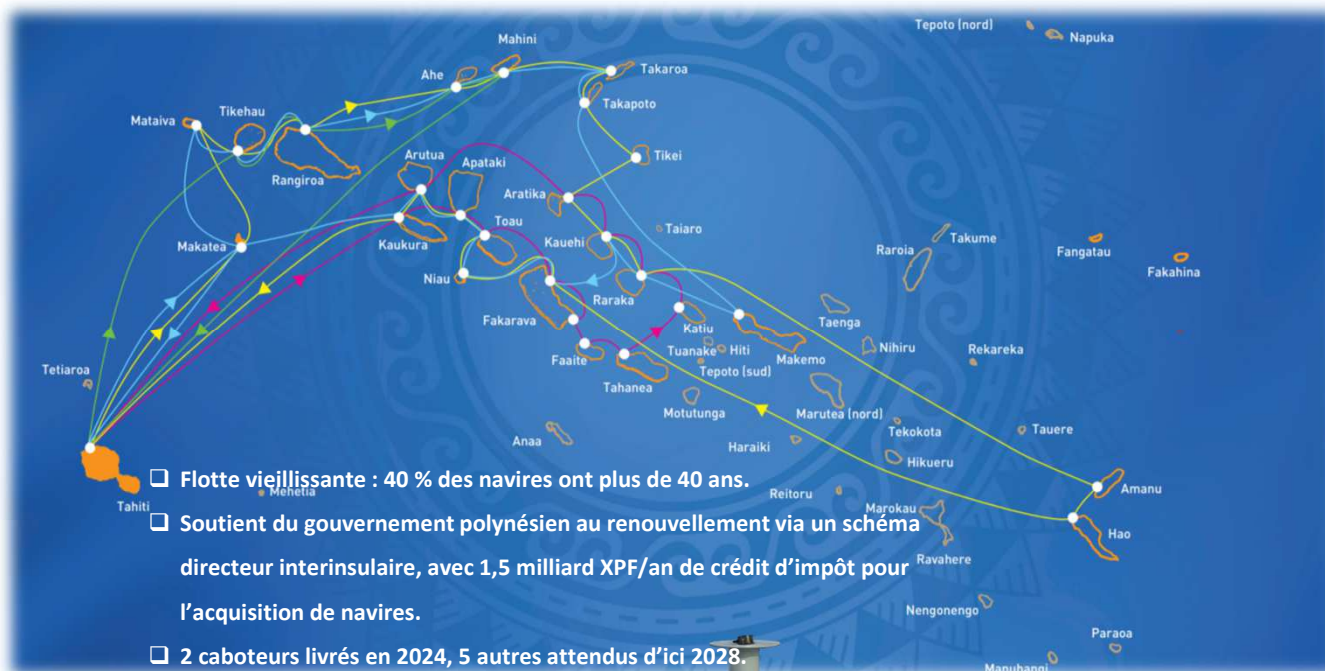 Tepoto (nord)
Napuka
Mahini
Ahe
Takaroa
Takapoto
Mataiva
Tikehau
Rangiroa
Tikei
Arutua
Apataki
Aratika
Toau
Kauehi
Taiaro
Makatea
Kaukura
Niau
Raraka
Raroia
Takume
Fangatau
Fakahina
Fakarava
Katiu
Taenga
Tuanake
Hiti
Makemo
Nihiru
Rekareka
Faaite
Tepoto (sud)
Tahanea
Motutunga
Marutea (nord)
Tetiaroa
Anaa
Haraiki
Tekokota
Tauere
Hikueru
Tahiti
Mehetia
Reitoru
Marokau
Amanu
Hao
Ravahere
Nengonengo
Paraoa
Manuhangi
❑ Flotte vieillissante : 40 % des navires ont plus de 40 ans.
❑ Soutient du gouvernement polynésien au renouvellement via un schéma
directeur interinsulaire, avec 1,5 milliard XPF/an de crédit d’impôt pour
l’acquisition de navires.
❑ 2 caboteurs livrés en 2024, 5 autres attendus d’ici 2028.